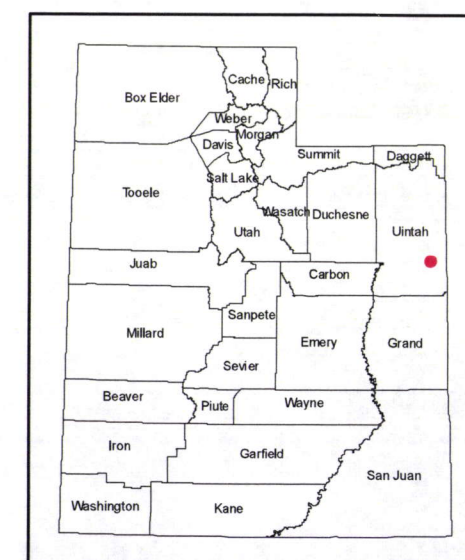 Cache
Rich
Box Elder
Weber
Morgan
Davis
Summit
Daggett
Salt Lake
Tooele
Wasatch
Duchesne
Uintah
Utah
Juab
Carbon
Sanpete
Millard
Emery
Grand
Sevier
Beaver
Piute
Wayne
Iron
Garfield
San Juan
Washington
Kane